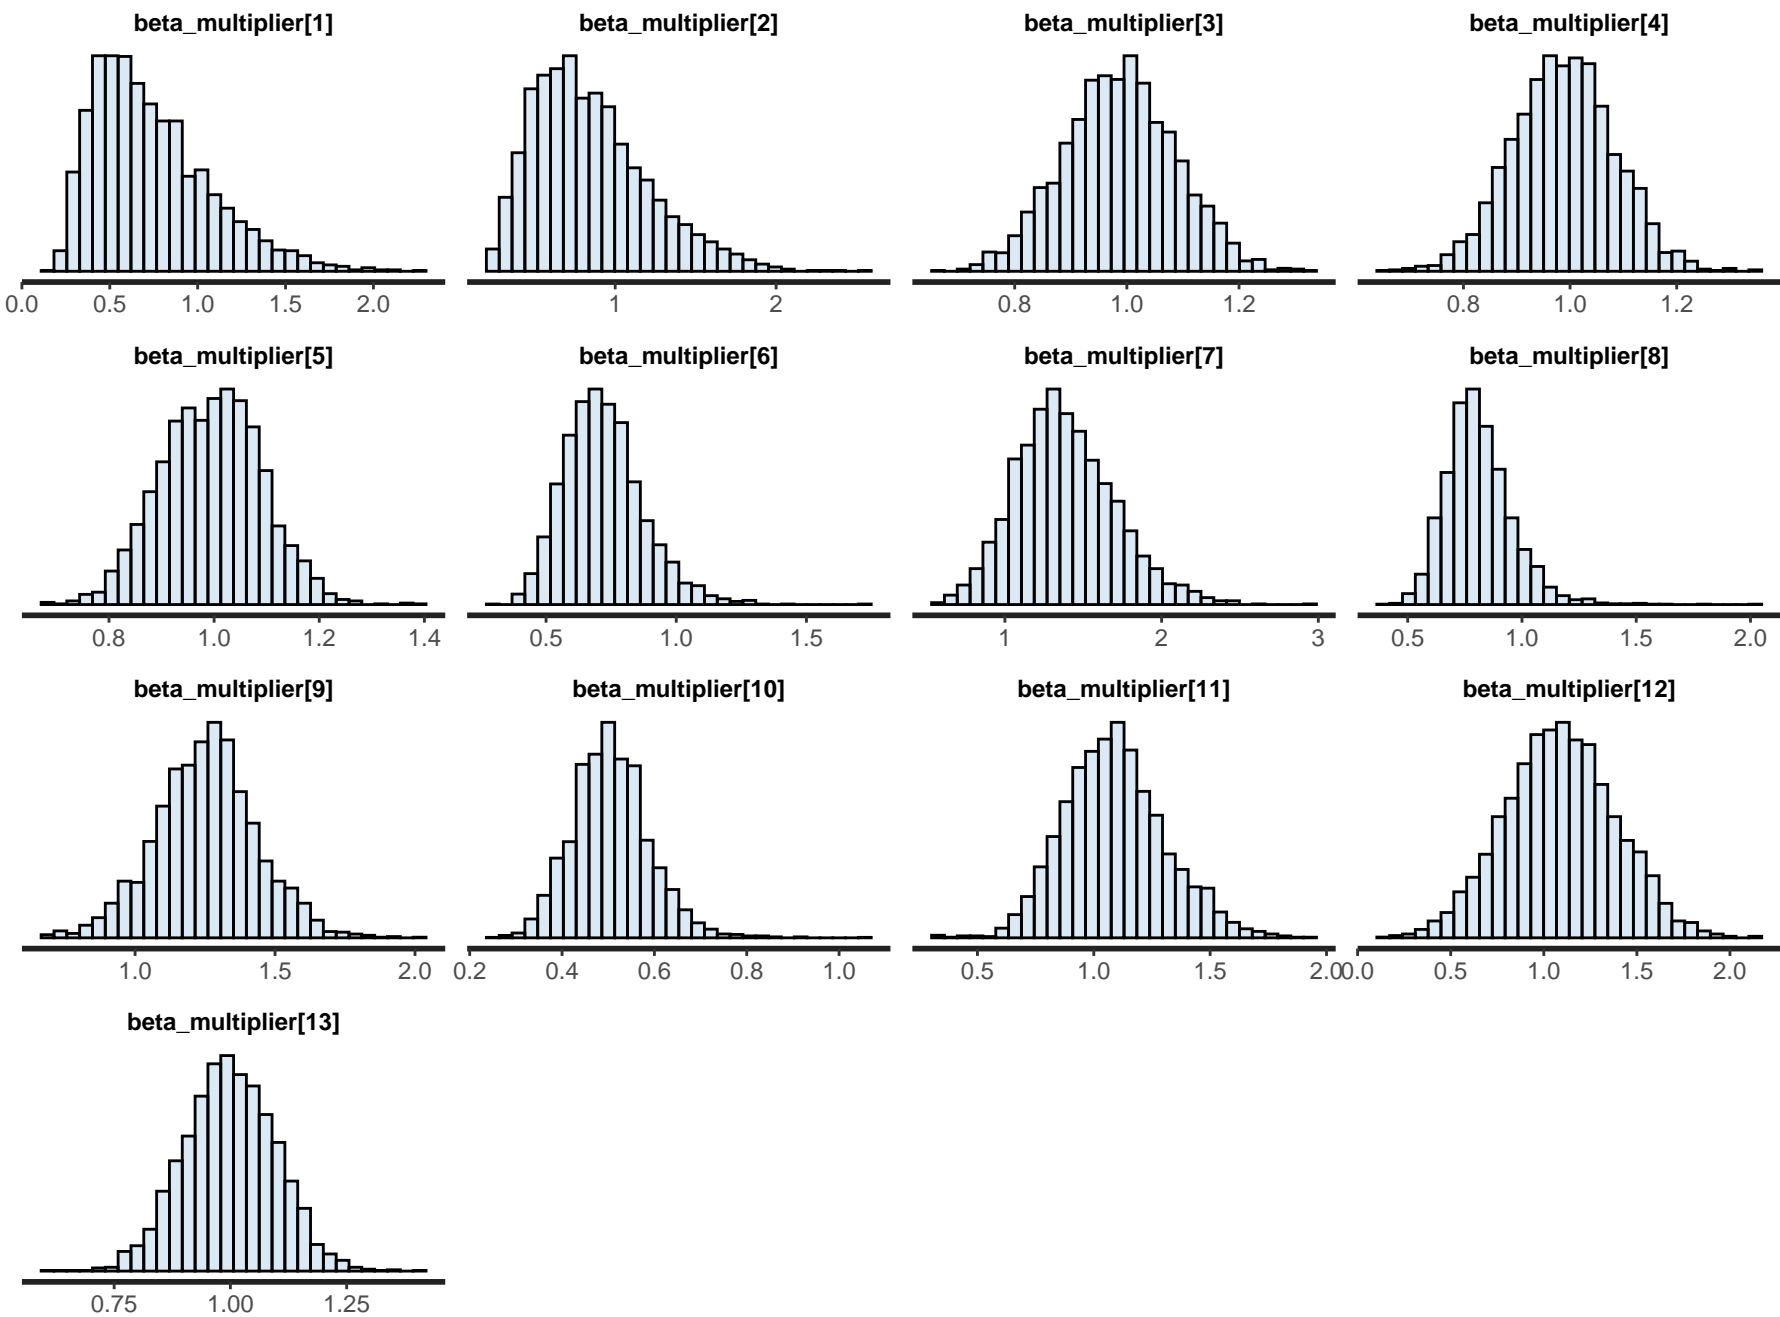 beta_multiplier[1] beta_multiplier[2] beta_multiplier[3] beta_multiplier[4]
0.0 0.5 1.0 1.5 2.0 1 2 0.8 1.0 1.2 0.8 1.0 1.2
beta_multiplier[5] beta_multiplier[6] beta_multiplier[7] beta_multiplier[8]
0.8 1.0 1.2 1.4 0.5 1.0 1.5 1 2 3 0.5 1.0 1.5 2.0
beta_multiplier[9] beta_multiplier[10] beta_multiplier[11] beta_multiplier[12]
1.0 1.5 2.0 0.2 0.4 0.6 0.8 1.0 0.5 1.0 1.5 2.0 0.0 0.5 1.0 1.5 2.0
beta_multiplier[13]
0.75 1.00 1.25